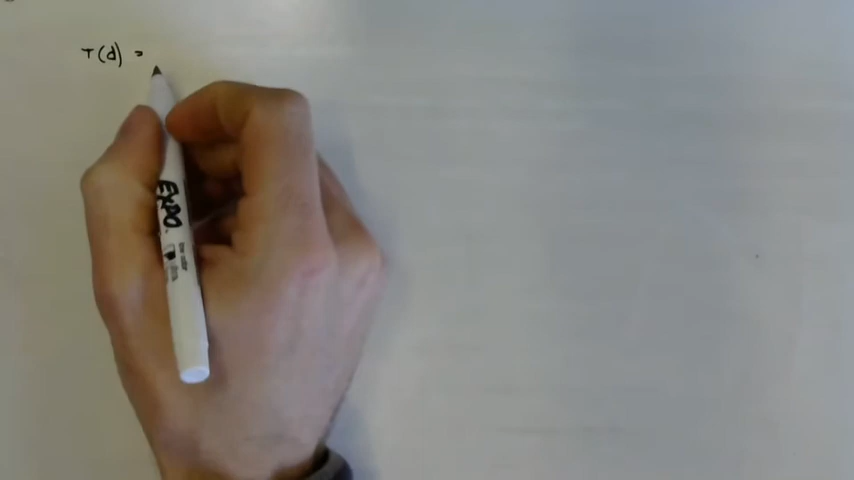 T(d) =
EXPO.